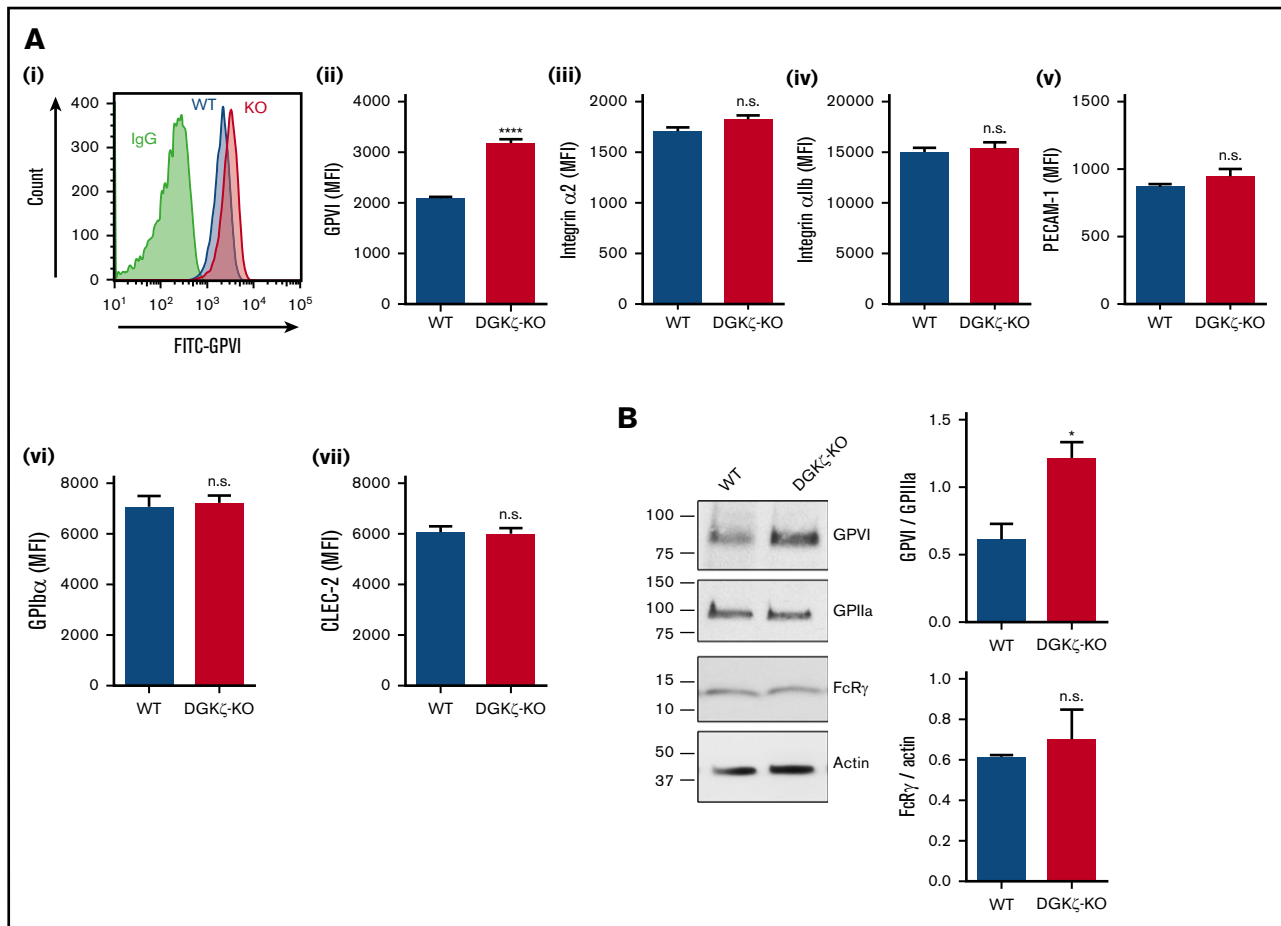 A
(i)
400
300
200
100
0
Count
IgG
WT
KO
10¹ 10² 10³ 10⁴ 10⁵
FITC-GPVI
(ii)
4000
3000
2000
1000
0
GPVI (MFI)
****
WT DGKζ-KO
(iii)
2000
1500
1000
500
0
Integrin α2 (MFI)
n.s.
WT DGKζ-KO
(iv)
20000
15000
10000
5000
0
Integrin αIIb (MFI)
n.s.
WT DGKζ-KO
(v)
1500
1000
500
0
PECAM-1 (MFI)
n.s.
WT DGKζ-KO
(vi)
8000
6000
4000
2000
0
GPIbα (MFI)
n.s.
WT DGKζ-KO
(vii)
8000
6000
4000
2000
0
CLEC-2 (MFI)
n.s.
WT DGKζ-KO
B
WT DGKζ-KO
100
75
GPVI
150
100
75
GPIIa
15
10
FcRγ
50
37
Actin
1.5
1.0
0.5
0.0
GPVI / GPIIIa
*
WT DGKζ-KO
0.8
0.6
0.6
0.2
0.0
FcRγ / actin
n.s.
WT DGKζ-KO